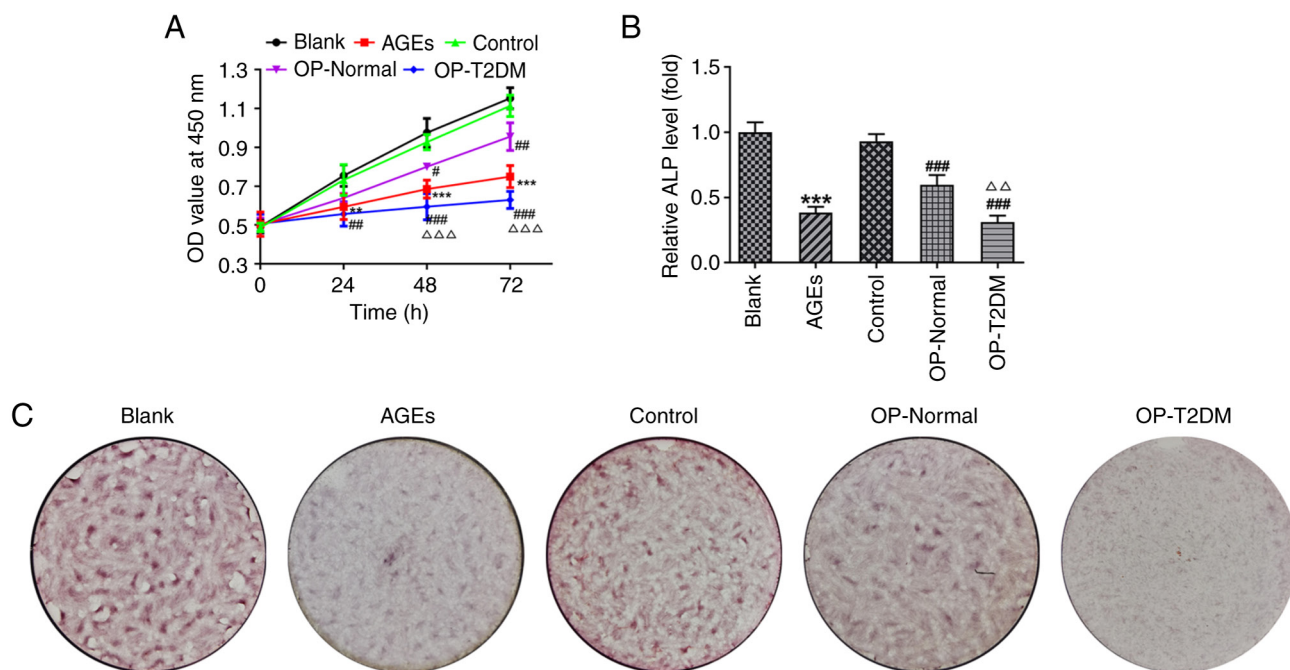 A
Blank AGEs Control
OP-Normal OP-T2DM
OD value at 450 nm
1.3
1.1
0.9
0.7
0.5
0.3
0 24 48 72
Time (h)
**
##
#
***
###
△△△
##
***
###
△△△
B
Relative ALP level (fold)
1.5
1.0
0.5
0.0
***
###
△△
###
Blank
AGEs
Control
OP-Normal
OP-T2DM
C
Blank AGEs Control OP-Normal OP-T2DM